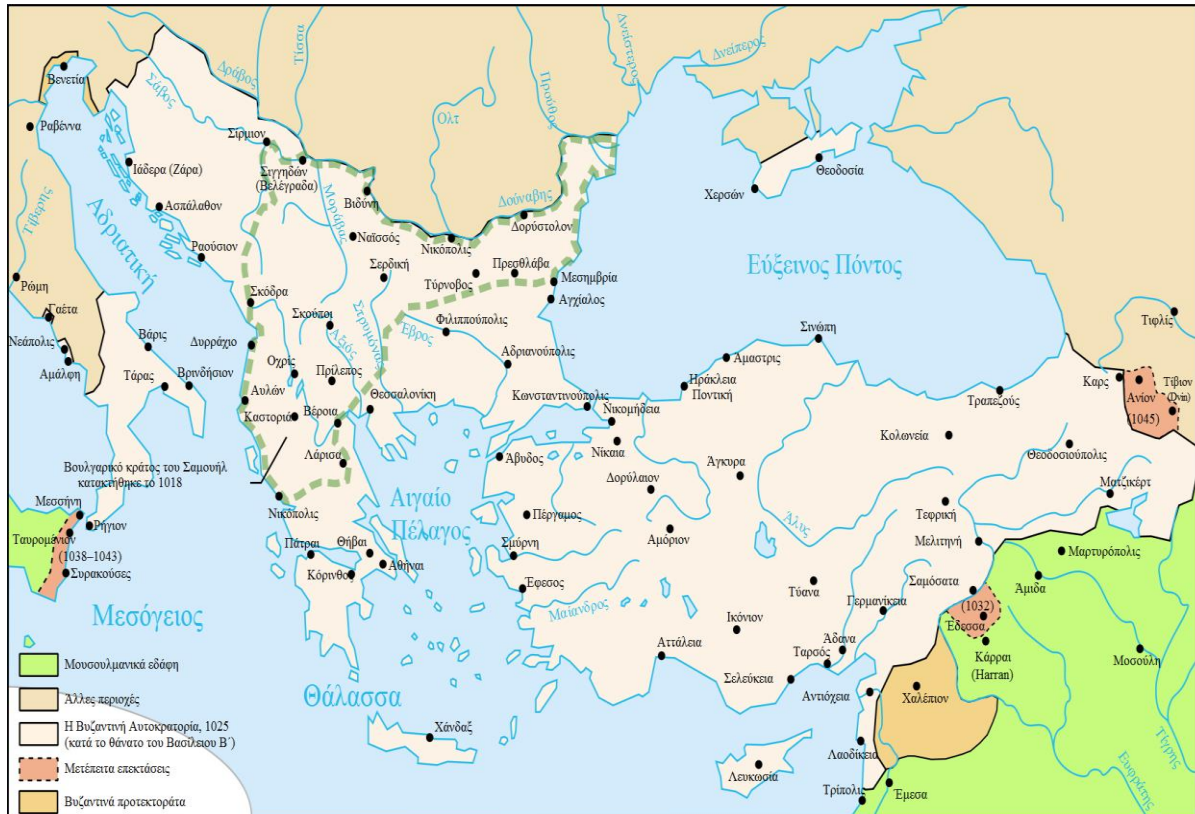 Βενετία
Ραβέννα
Τίβερης
Ρώμη
Γαέτα
Νεάπολις
Αμάλφη
Σάβος
Δράβος
Τίσσα
Ολτ
Προύθος
Δνείστερος
Δνείπερος
Ιάδερα (Ζάρα)
Ασπάλαθον
Ραούσιον
Αδριατική
Σίρμιον
Σιγγηδών
(Βελέγραδα)
Μοράβας
Βιδύνη
Ναϊσσός
Σερδική
Δούναβης
Νικόπολις
Δορύστολον
Τύρνοβος
Πρεσθλάβα
Μεσημβρία
Αγχίαλος
Χερσών
Θεοδοσία
Εύξεινος Πόντος
Σκόδρα
Σκούποι
Αξιός
Στρυμόνας
Έβρος
Φιλιππούπολις
Αδριανούπολις
Δυρράχιο
Οχρίς
Πρίλεπος
Αυλών
Καστοριά
Βέροια
Θεσσαλονίκη
Λάρισα
Βάρις
Τάρας
Βρινδήσιον
Κωνσταντινούπολις
Νικομήδεια
Νίκαια
Ηράκλεια
Ποντική
Άμαστρις
Σινώπη
Τραπεζούς
Τιφλίς
Καρς
Ανίον
(1045)
Τίβιον
(Dvin)
Κολωνεία
Θεοδοσιούπολις
Ματζικέρτ
Άβυδος
Δορύλαιον
Άγκυρα
Άλυς
Τεφρική
Μελιτηνή
Μαρτυρόπολις
Άμιδα
Βουλγαρικό κράτος του Σαμουήλ
κατακτήθηκε το 1018
Μεσσήνη
Ρήγιον
Ταυρομένιον
(1038–1043)
Συρακούσες
Νικόπολις
Πάτραι
Θήβαι
Κόρινθος
Αθήναι
Αιγαίο
Πέλαγος
Πέργαμος
Σμύρνη
Έφεσος
Μαίανδρος
Αμόριον
Τύανα
Ικόνιον
Αττάλεια
Σελεύκεια
Ταρσός
Άδανα
Γερμανίκεια
Σαμόσατα
(1032)
Έδεσσα
Κάρραι
(Harran)
Μοσούλη
Χαλέπιον
Αντιόχεια
Λαοδίκεια
Τρίπολις
Έμεσα
Ευφράτης
Τίγρης
Λευκωσία
Χάνδαξ
Μεσόγειος
Θάλασσα
Μουσουλμανικά εδάφη
Άλλες περιοχές
Η Βυζαντινή Αυτοκρατορία, 1025
(κατά το θάνατο του Βασίλειου Β΄)
Μετέπειτα επεκτάσεις
Βυζαντινά προτεκτοράτα